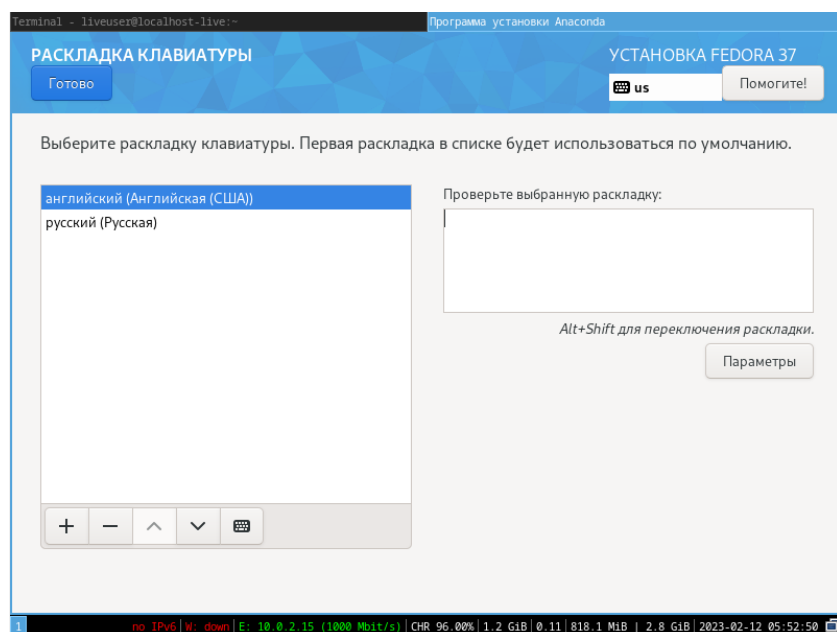 Terminal - liveuser@localhost-live:~
Программа установки Anaconda
РАСКЛАДКА КЛАВИАТУРЫ
УСТАНОВКА FEDORA 37
Готово
us
Помогите!
Выберите раскладку клавиатуры. Первая раскладка в списке будет использоваться по умолчанию.
английский (Английская (США))
русский (Русская)
Проверьте выбранную раскладку:
Alt+Shift для переключения раскладки.
Параметры
1
no IPv6|W: down|E: 10.0.2.15 (1000 Mbit/s)|CHR 96.00%|1.2 GiB|0.11|818.1 MiB | 2.8 GiB|2023-02-12 05:52:50